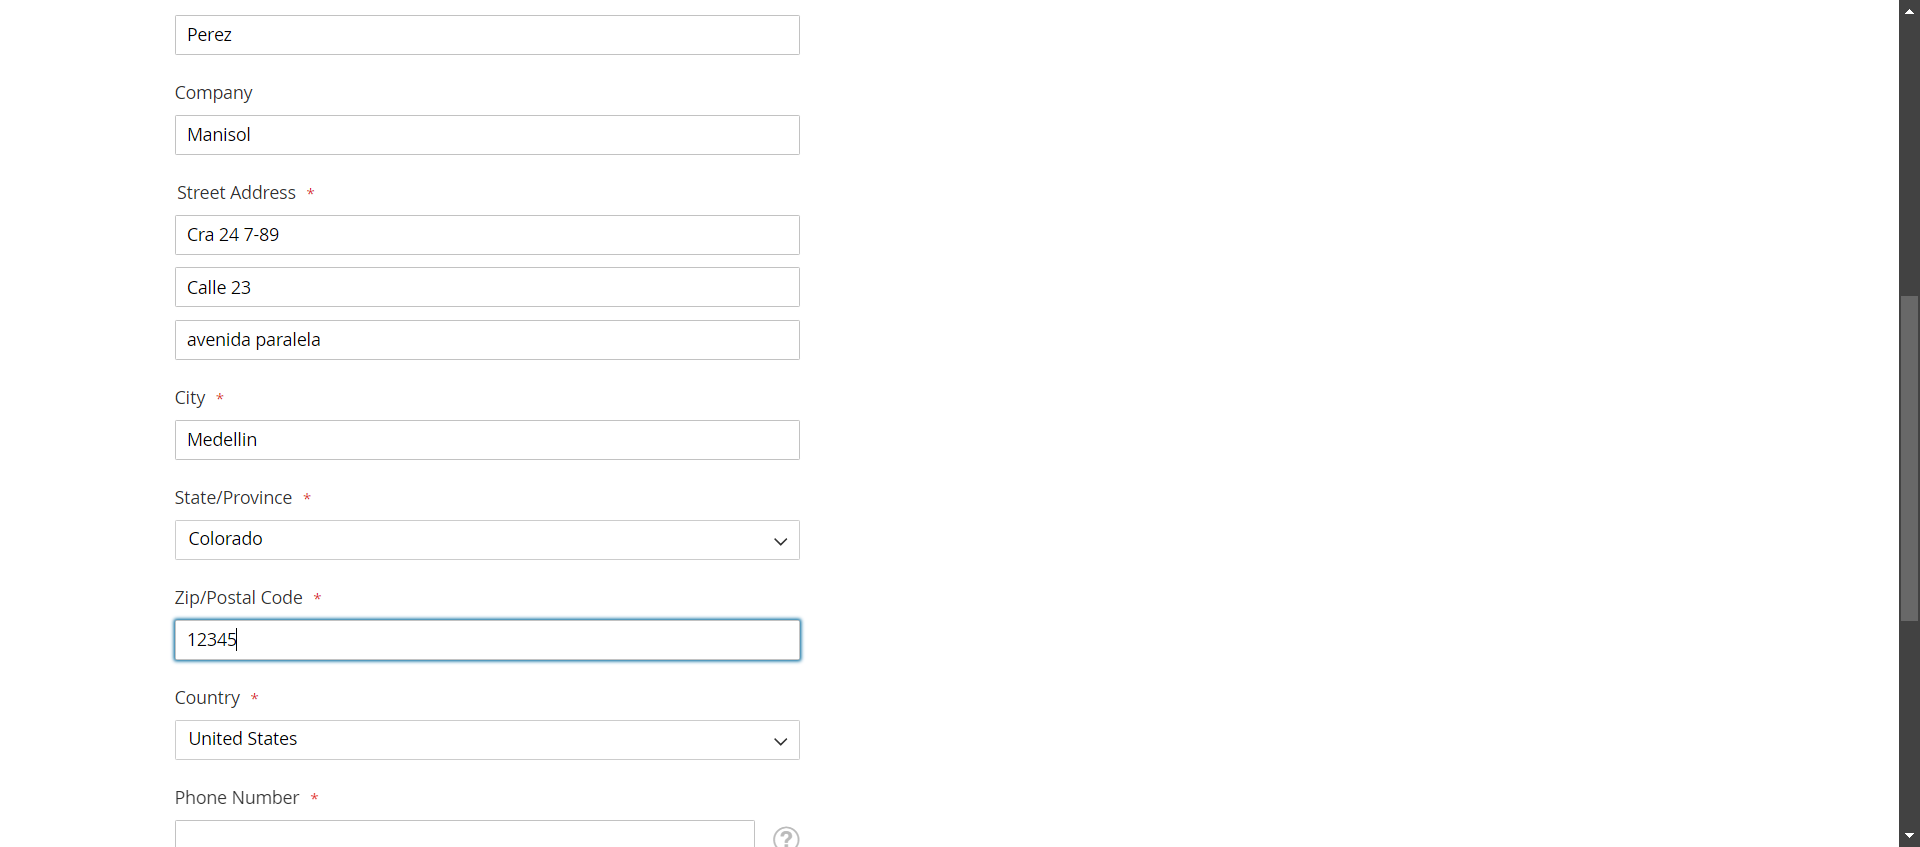 Perez
Company
Manisol
Street Address *
Cra 24 7-89
Calle 23
avenida paralela
City *
Medellin
State/Province *
Colorado
Zip/Postal Code *
12345
Country *
United States
Phone Number *
?